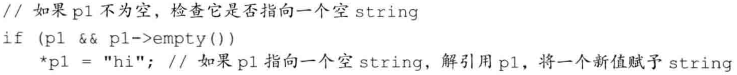 // 如果 p1 不为空，检查它是否指向一个空 string
if (p1 && p1->empty())
    *p1 = "hi"; // 如果 p1 指向一个空 string，解引用 p1，将一个新值赋予 string